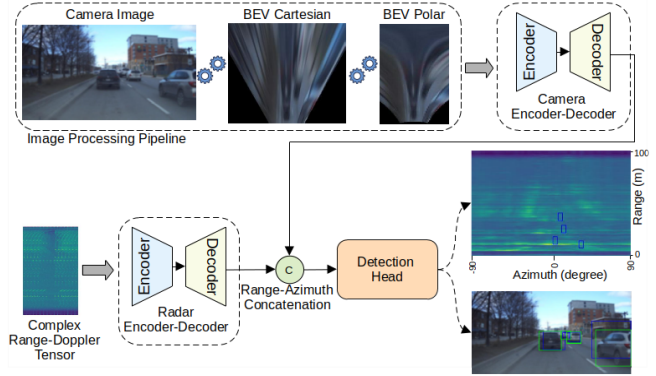 Camera Image
BEV Cartesian
BEV Polar
Encoder
Decoder
Camera
Encoder-Decoder
Image Processing Pipeline
100
Range (m)
0
-90
0
90
Azimuth (degree)
Encoder
Decoder
C
Detection
Head
Range-Azimuth
Concatenation
Radar
Encoder-Decoder
Complex
Range-Doppler
Tensor